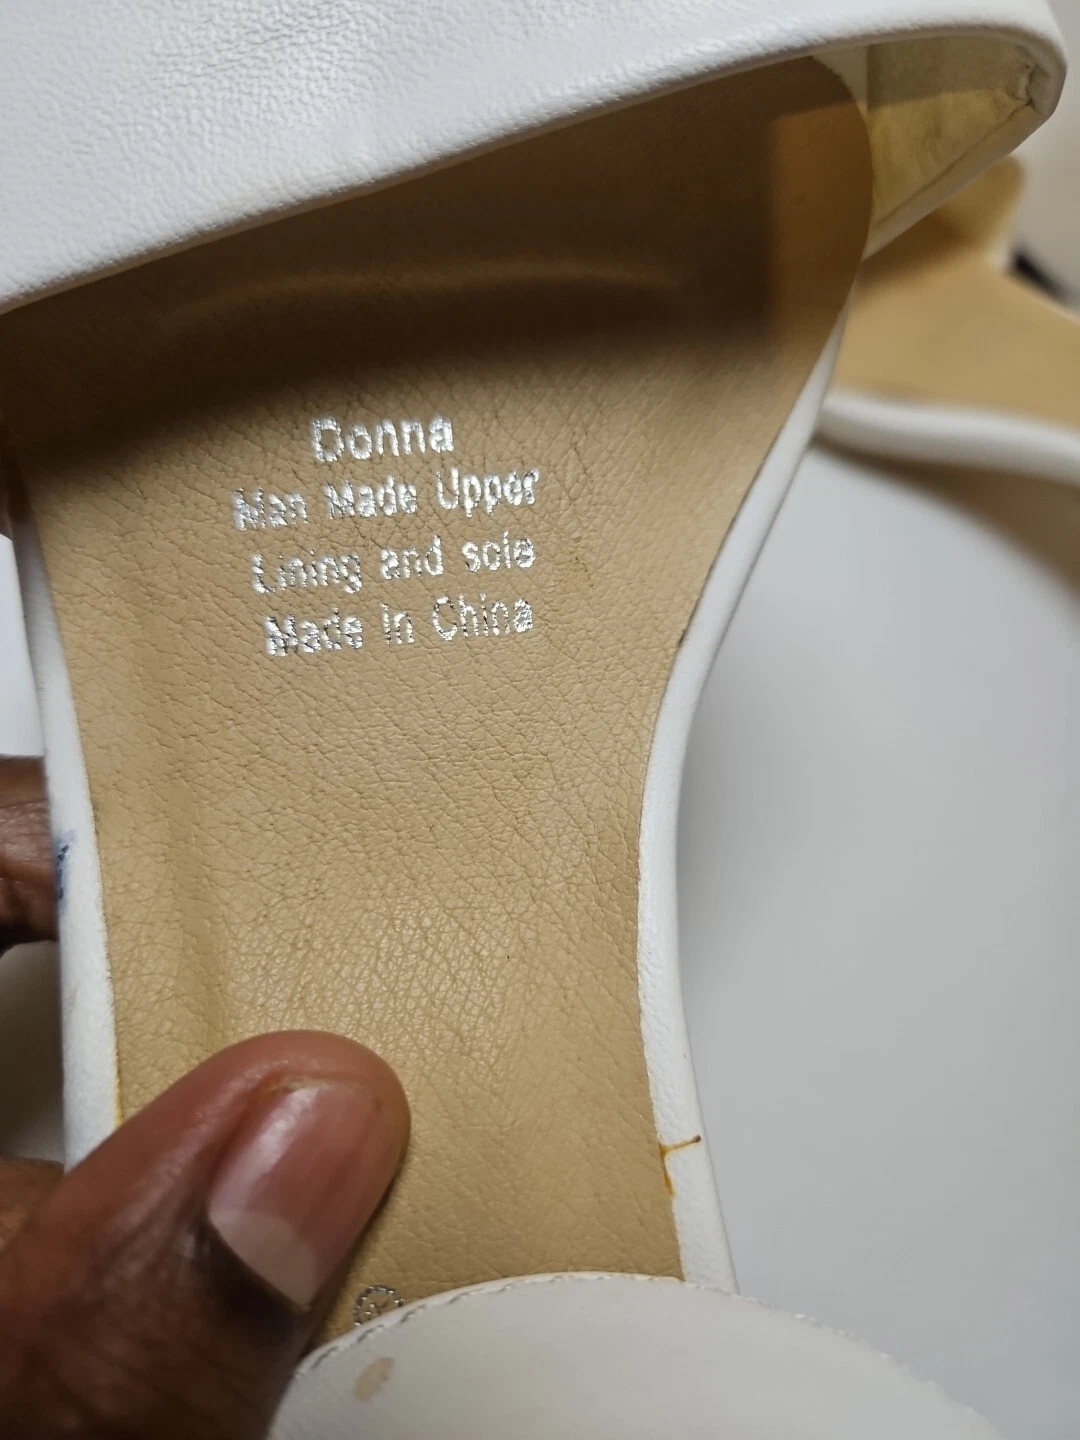 Donna
Man Made Upper
Lining and sole
Made in China